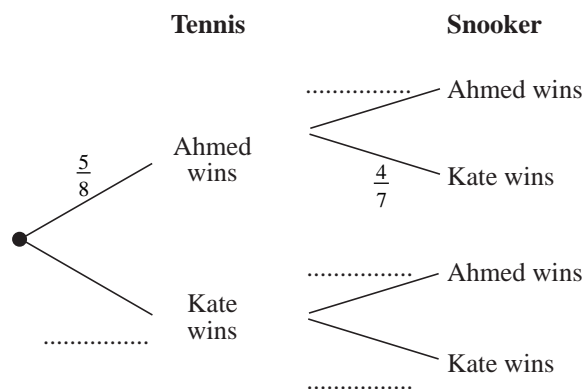 Tennis
Snooker
.................
Ahmed wins
5/8
Ahmed
wins
4/7
Kate wins
.................
Ahmed wins
Kate
wins
.................
Kate wins
.................